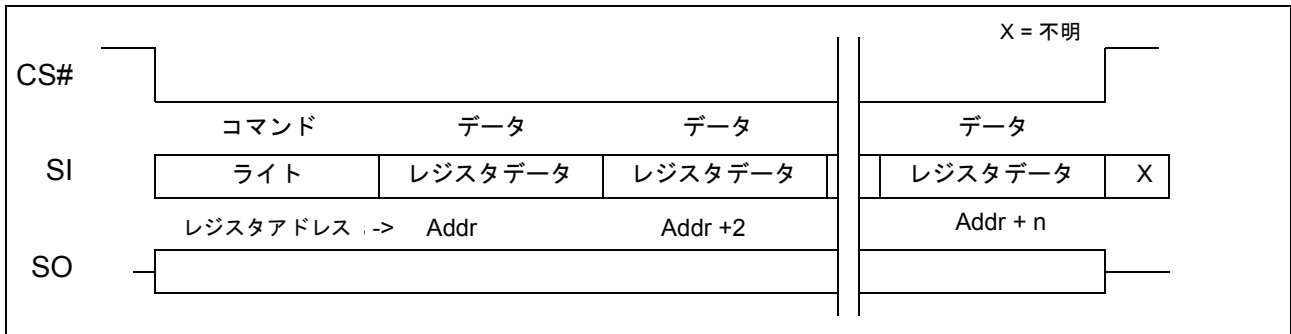 X = 不明
CS#
コマンド データ データ データ
SI ライト レジスタデータ レジスタデータ レジスタデータ X
レジスタアドレス : -> Addr Addr +2 Addr + n
SO